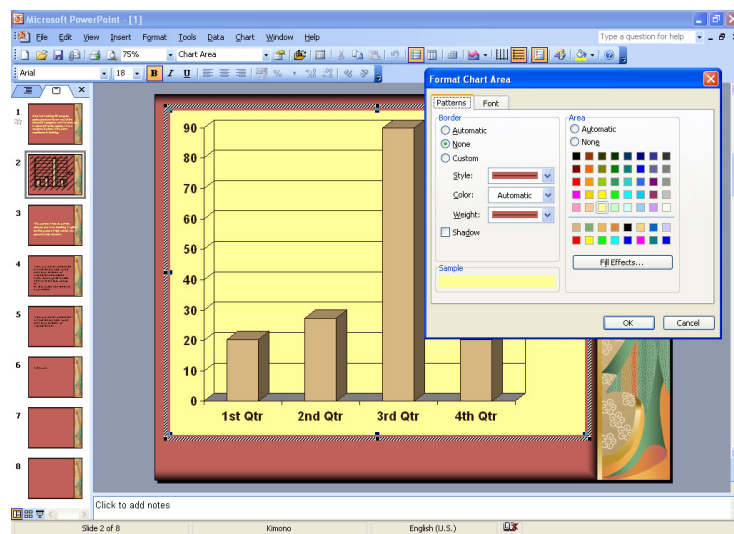 Microsoft PowerPoint - [1]
File Edit View Insert Format Tools Data Chart Window Help
Type a question for help
75%
Chart Area
Arial
18
B I U
Format Chart Area
Patterns
Font
Border
Automatic
None
Custom
Style:
Color:
Automatic
Weight:
Shadow
Sample
Area
Automatic
None
Fill Effects...
OK
Cancel
1
2
3
4
5
6
7
8
90
80
70
60
50
40
30
20
10
0
1st Qtr
2nd Qtr
3rd Qtr
4th Qtr
Click to add notes
Slide 2 of 8
Kimono
English (U.S.)